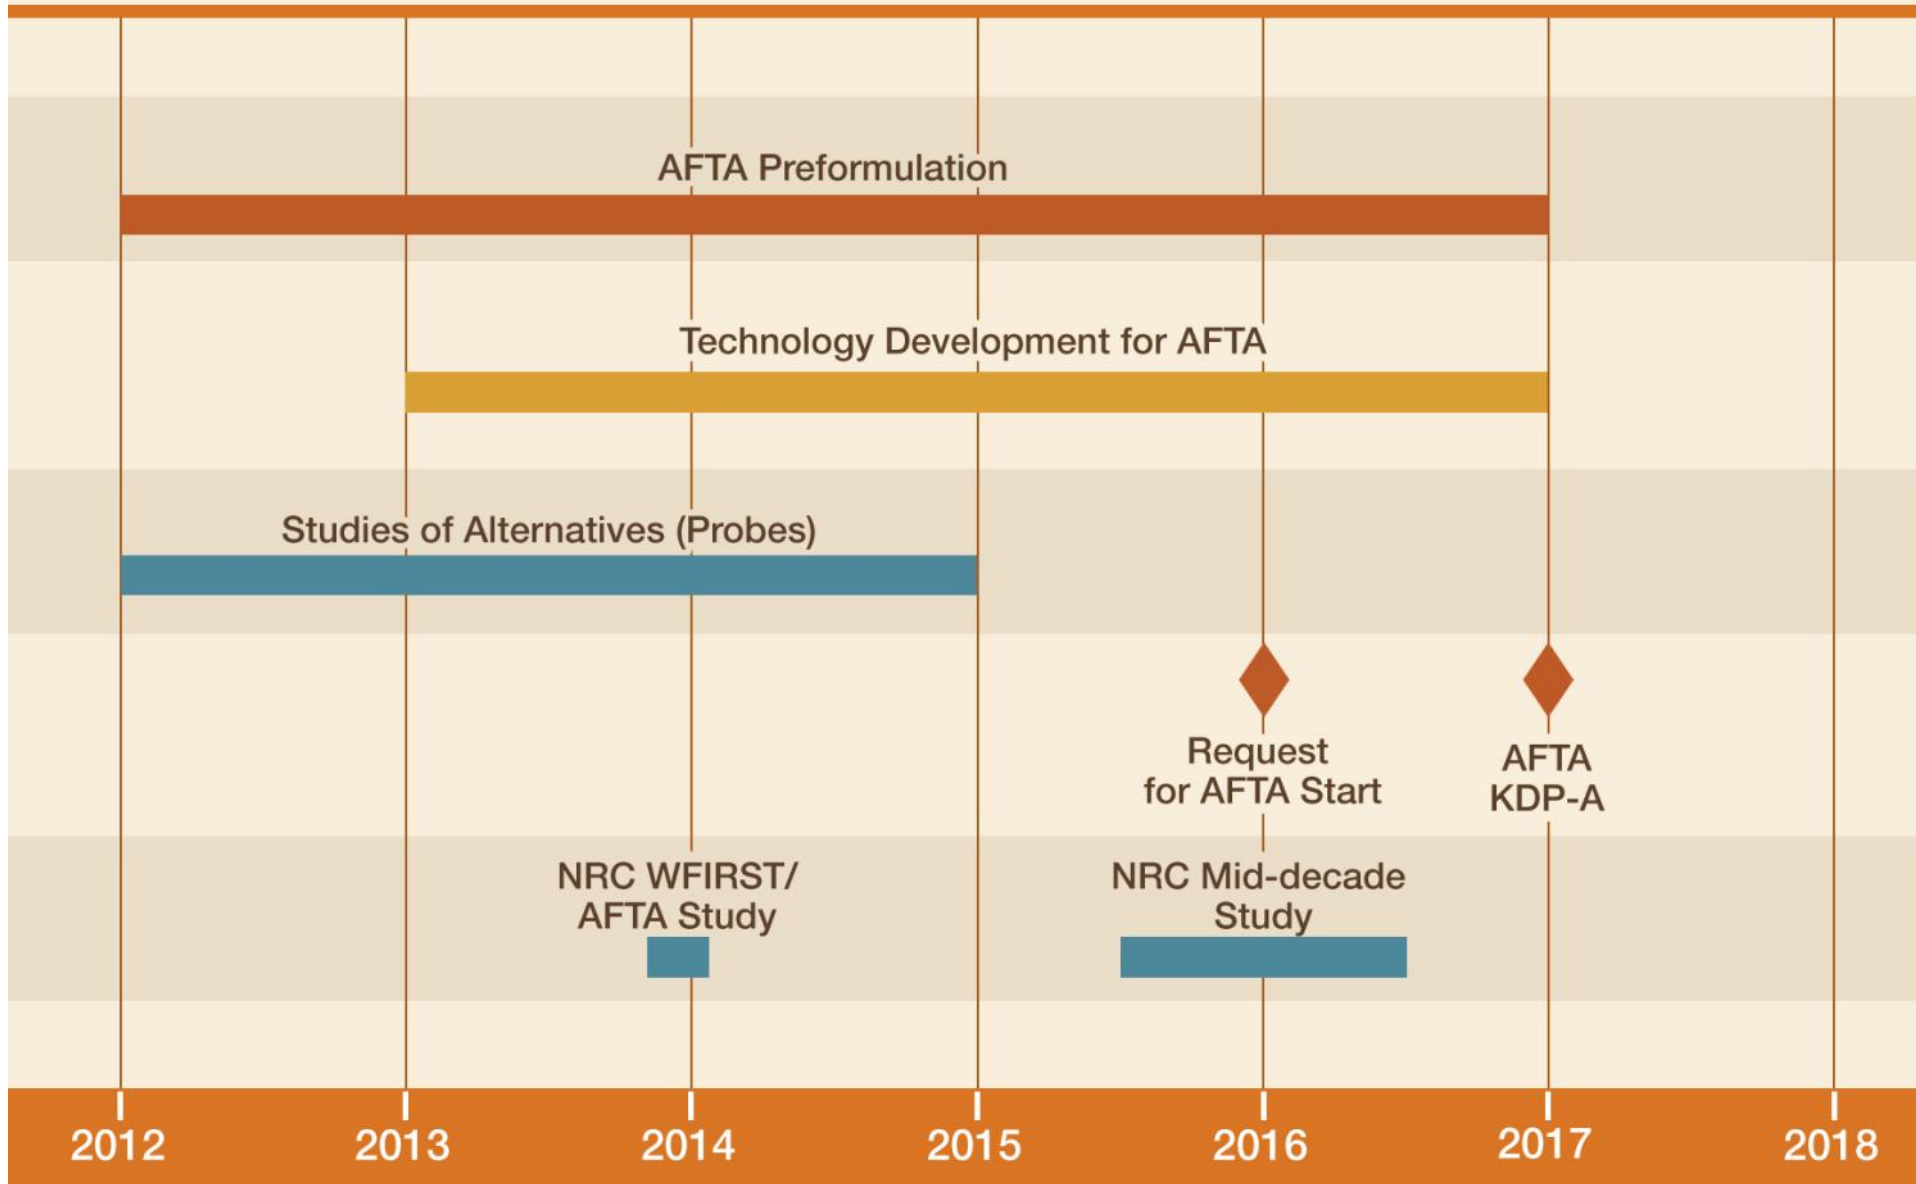 AFTA Preformulation
Technology Development for AFTA
Studies of Alternatives (Probes)
Request
for AFTA Start
AFTA
KDP-A
NRC WFIRST/
AFTA Study
NRC Mid-decade
Study
2012 2013 2014 2015 2016 2017 2018